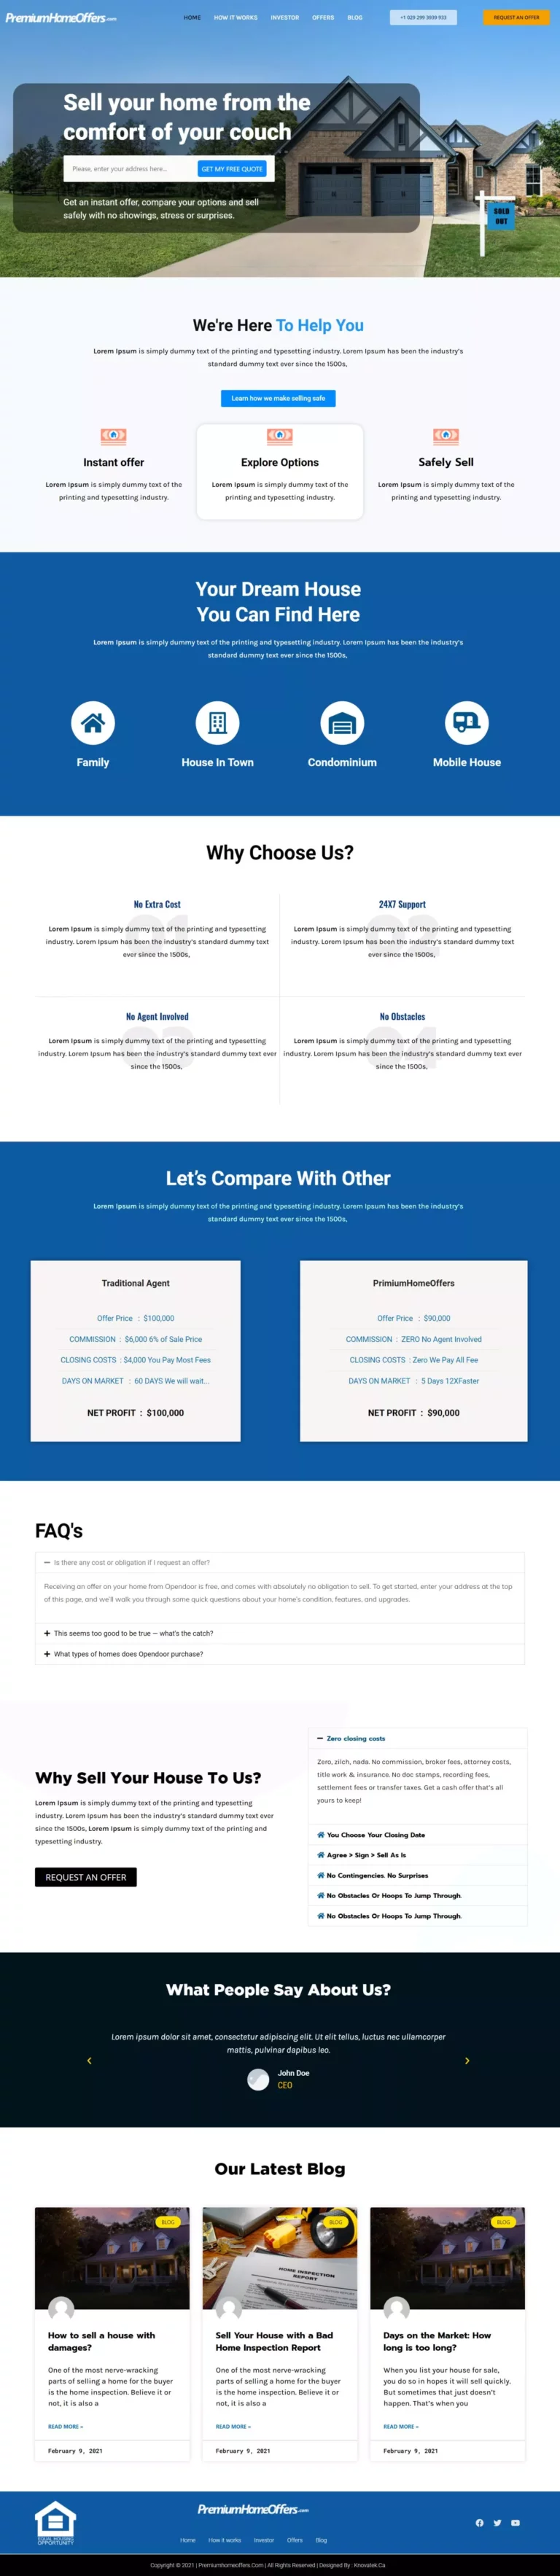 PremiumHomeOffers.com
HOME HOW IT WORKS INVESTOR OFFERS BLOG +1 020 299 3939 933 REQUEST AN OFFER
Sell your home from the
comfort of your couch
Please, enter your address here... GET MY FREE QUOTE
Get an instant offer, compare your options and sell
safely with no showings, stress or surprises.
SOLD
OUT
We're Here To Help You
Lorem Ipsum is simply dummy text of the printing and typesetting industry. Lorem Ipsum has been the industry's
standard dummy text ever since the 1500s,
Learn how we make selling safe
Instant offer
Lorem Ipsum is simply dummy text of the
printing and typesetting industry.
Explore Options
Lorem Ipsum is simply dummy text of the
printing and typesetting industry.
Safely Sell
Lorem Ipsum is simply dummy text of the
printing and typesetting industry.
Your Dream House
You Can Find Here
Lorem Ipsum is simply dummy text of the printing and typesetting industry. Lorem Ipsum has been the industry's
standard dummy text ever since the 1500s,
Family House In Town Condominium Mobile House
Why Choose Us?
01
No Extra Cost
Lorem Ipsum is simply dummy text of the printing and typesetting
industry. Lorem Ipsum has been the industry's standard dummy text
ever since the 1500s,
02
24X7 Support
Lorem Ipsum is simply dummy text of the printing and typesetting
industry. Lorem Ipsum has been the industry's standard dummy text
ever since the 1500s,
03
No Agent Involved
Lorem Ipsum is simply dummy text of the printing and typesetting
industry. Lorem Ipsum has been the industry's standard dummy text ever
since the 1500s,
04
No Obstacles
Lorem Ipsum is simply dummy text of the printing and typesetting
industry. Lorem Ipsum has been the industry's standard dummy text ever
since the 1500s,
Let's Compare With Other
Lorem Ipsum is simply dummy text of the printing and typesetting industry. Lorem Ipsum has been the industry's
standard dummy text ever since the 1500s,
Traditional Agent
Offer Price : $100,000
COMMISSION : $6,000 6% of Sale Price
CLOSING COSTS : $4,000 You Pay Most Fees
DAYS ON MARKET : 60 DAYS We will wait...
NET PROFIT : $100,000
PrimiumHomeOffers
Offer Price : $90,000
COMMISSION : ZERO No Agent Involved
CLOSING COSTS : Zero We Pay All Fee
DAYS ON MARKET : 5 Days 12XFaster
NET PROFIT : $90,000
FAQ's
Is there any cost or obligation if I request an offer?
Receiving an offer on your home from Opendoor is free, and comes with absolutely no obligation to sell. To get started, enter your address at the top
of this page, and we'll walk you through some quick questions about your home's condition, features, and upgrades.
This seems too good to be true — what's the catch?
What types of homes does Opendoor purchase?
Why Sell Your House To Us?
Lorem Ipsum is simply dummy text of the printing and typesetting
industry. Lorem Ipsum has been the industry's standard dummy text ever
since the 1500s, Lorem Ipsum is simply dummy text of the printing and
typesetting industry.
REQUEST AN OFFER
Zero closing costs
Zero, zilch, nada. No commission, broker fees, attorney costs,
title work & insurance. No doc stamps, recording fees,
settlement fees or transfer taxes. Get a cash offer that's all
yours to keep!
You Choose Your Closing Date
Agree > Sign > Sell As Is
No Contingencies. No Surprises
No Obstacles Or Hoops To Jump Through.
No Obstacles Or Hoops To Jump Through.
What People Say About Us?
Lorem ipsum dolor sit amet, consectetur adipiscing elit. Ut elit tellus, luctus nec ullamcorper
mattis, pulvinar dapibus leo.
John Doe
CEO
Our Latest Blog
BLOG
How to sell a house with
damages?
One of the most nerve-wracking
parts of selling a home for the buyer
is the home inspection. Believe it or
not, it is also a
READ MORE »
February 9, 2021
BLOG
HOME INSPECTION
REPORT
Sell Your House with a Bad
Home Inspection Report
One of the most nerve-wracking
parts of selling a home for the buyer
is the home inspection. Believe it or
not, it is also a
READ MORE »
February 9, 2021
BLOG
Days on the Market: How
long is too long?
When you list your house for sale,
you do so in hopes it will sell quickly.
But sometimes that just doesn't
happen. That's when you
READ MORE »
February 9, 2021
EQUAL HOUSING
OPPORTUNITY
PremiumHomeOffers.com
Home How it works Investor Offers Blog
Copyright © 2021 | Premiumhomeoffers.Com | All Rights Reserved | Designed By : Knovatek.Ca